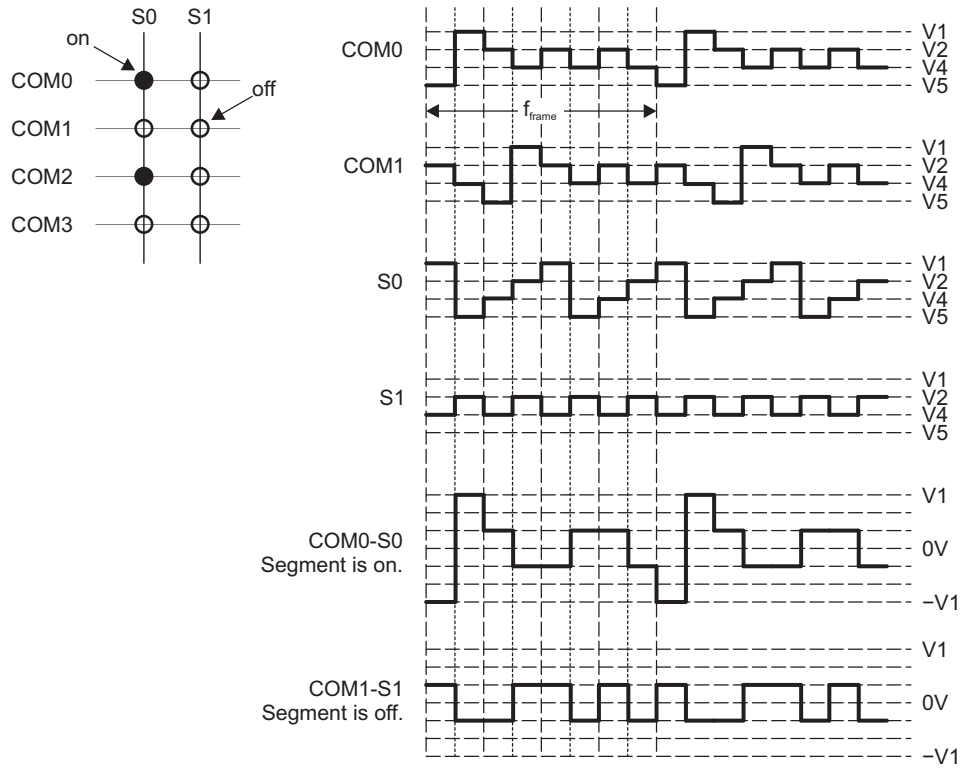 S0 S1
on
COM0
off
COM1
COM2
COM3
COM0
V1
V2
V4
V5
fframe
COM1
V1
V2
V4
V5
S0
V1
V2
V4
V5
S1
V1
V2
V4
V5
COM0-S0
Segment is on.
V1
0V
−V1
COM1-S1
Segment is off.
V1
0V
−V1